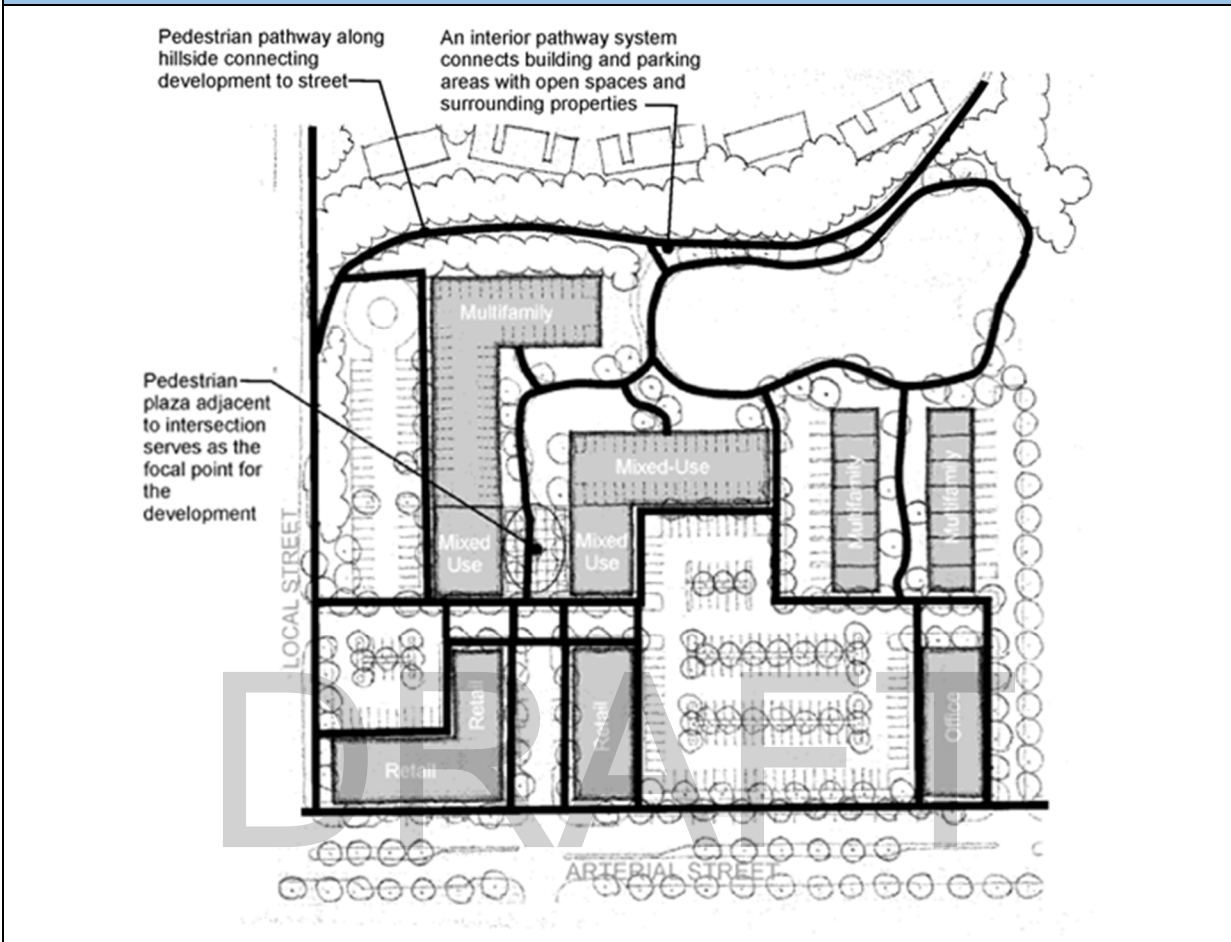 Pedestrian pathway along
hillside connecting
development to street
An interior pathway system
connects building and parking
areas with open spaces and
surrounding properties
Multifamily
Pedestrian
plaza adjacent
to intersection
serves as the
focal point for
the
development
Mixed-Use
Multifamily
Multifamily
Mixed
Use
Mixed
Use
LOCAL STREET
Retail
Retail
Retail
Office
DRAFT
ARTERIAL STREET